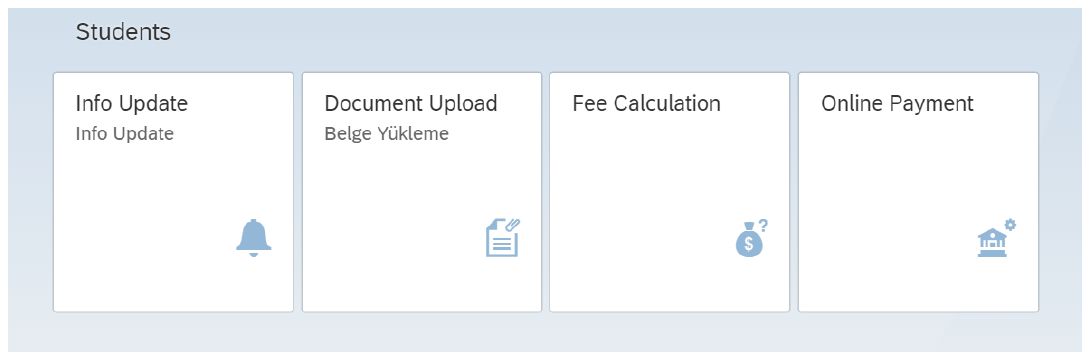 Students
Info Update
Info Update
Document Upload
Belge Yükleme
Fee Calculation
Online Payment